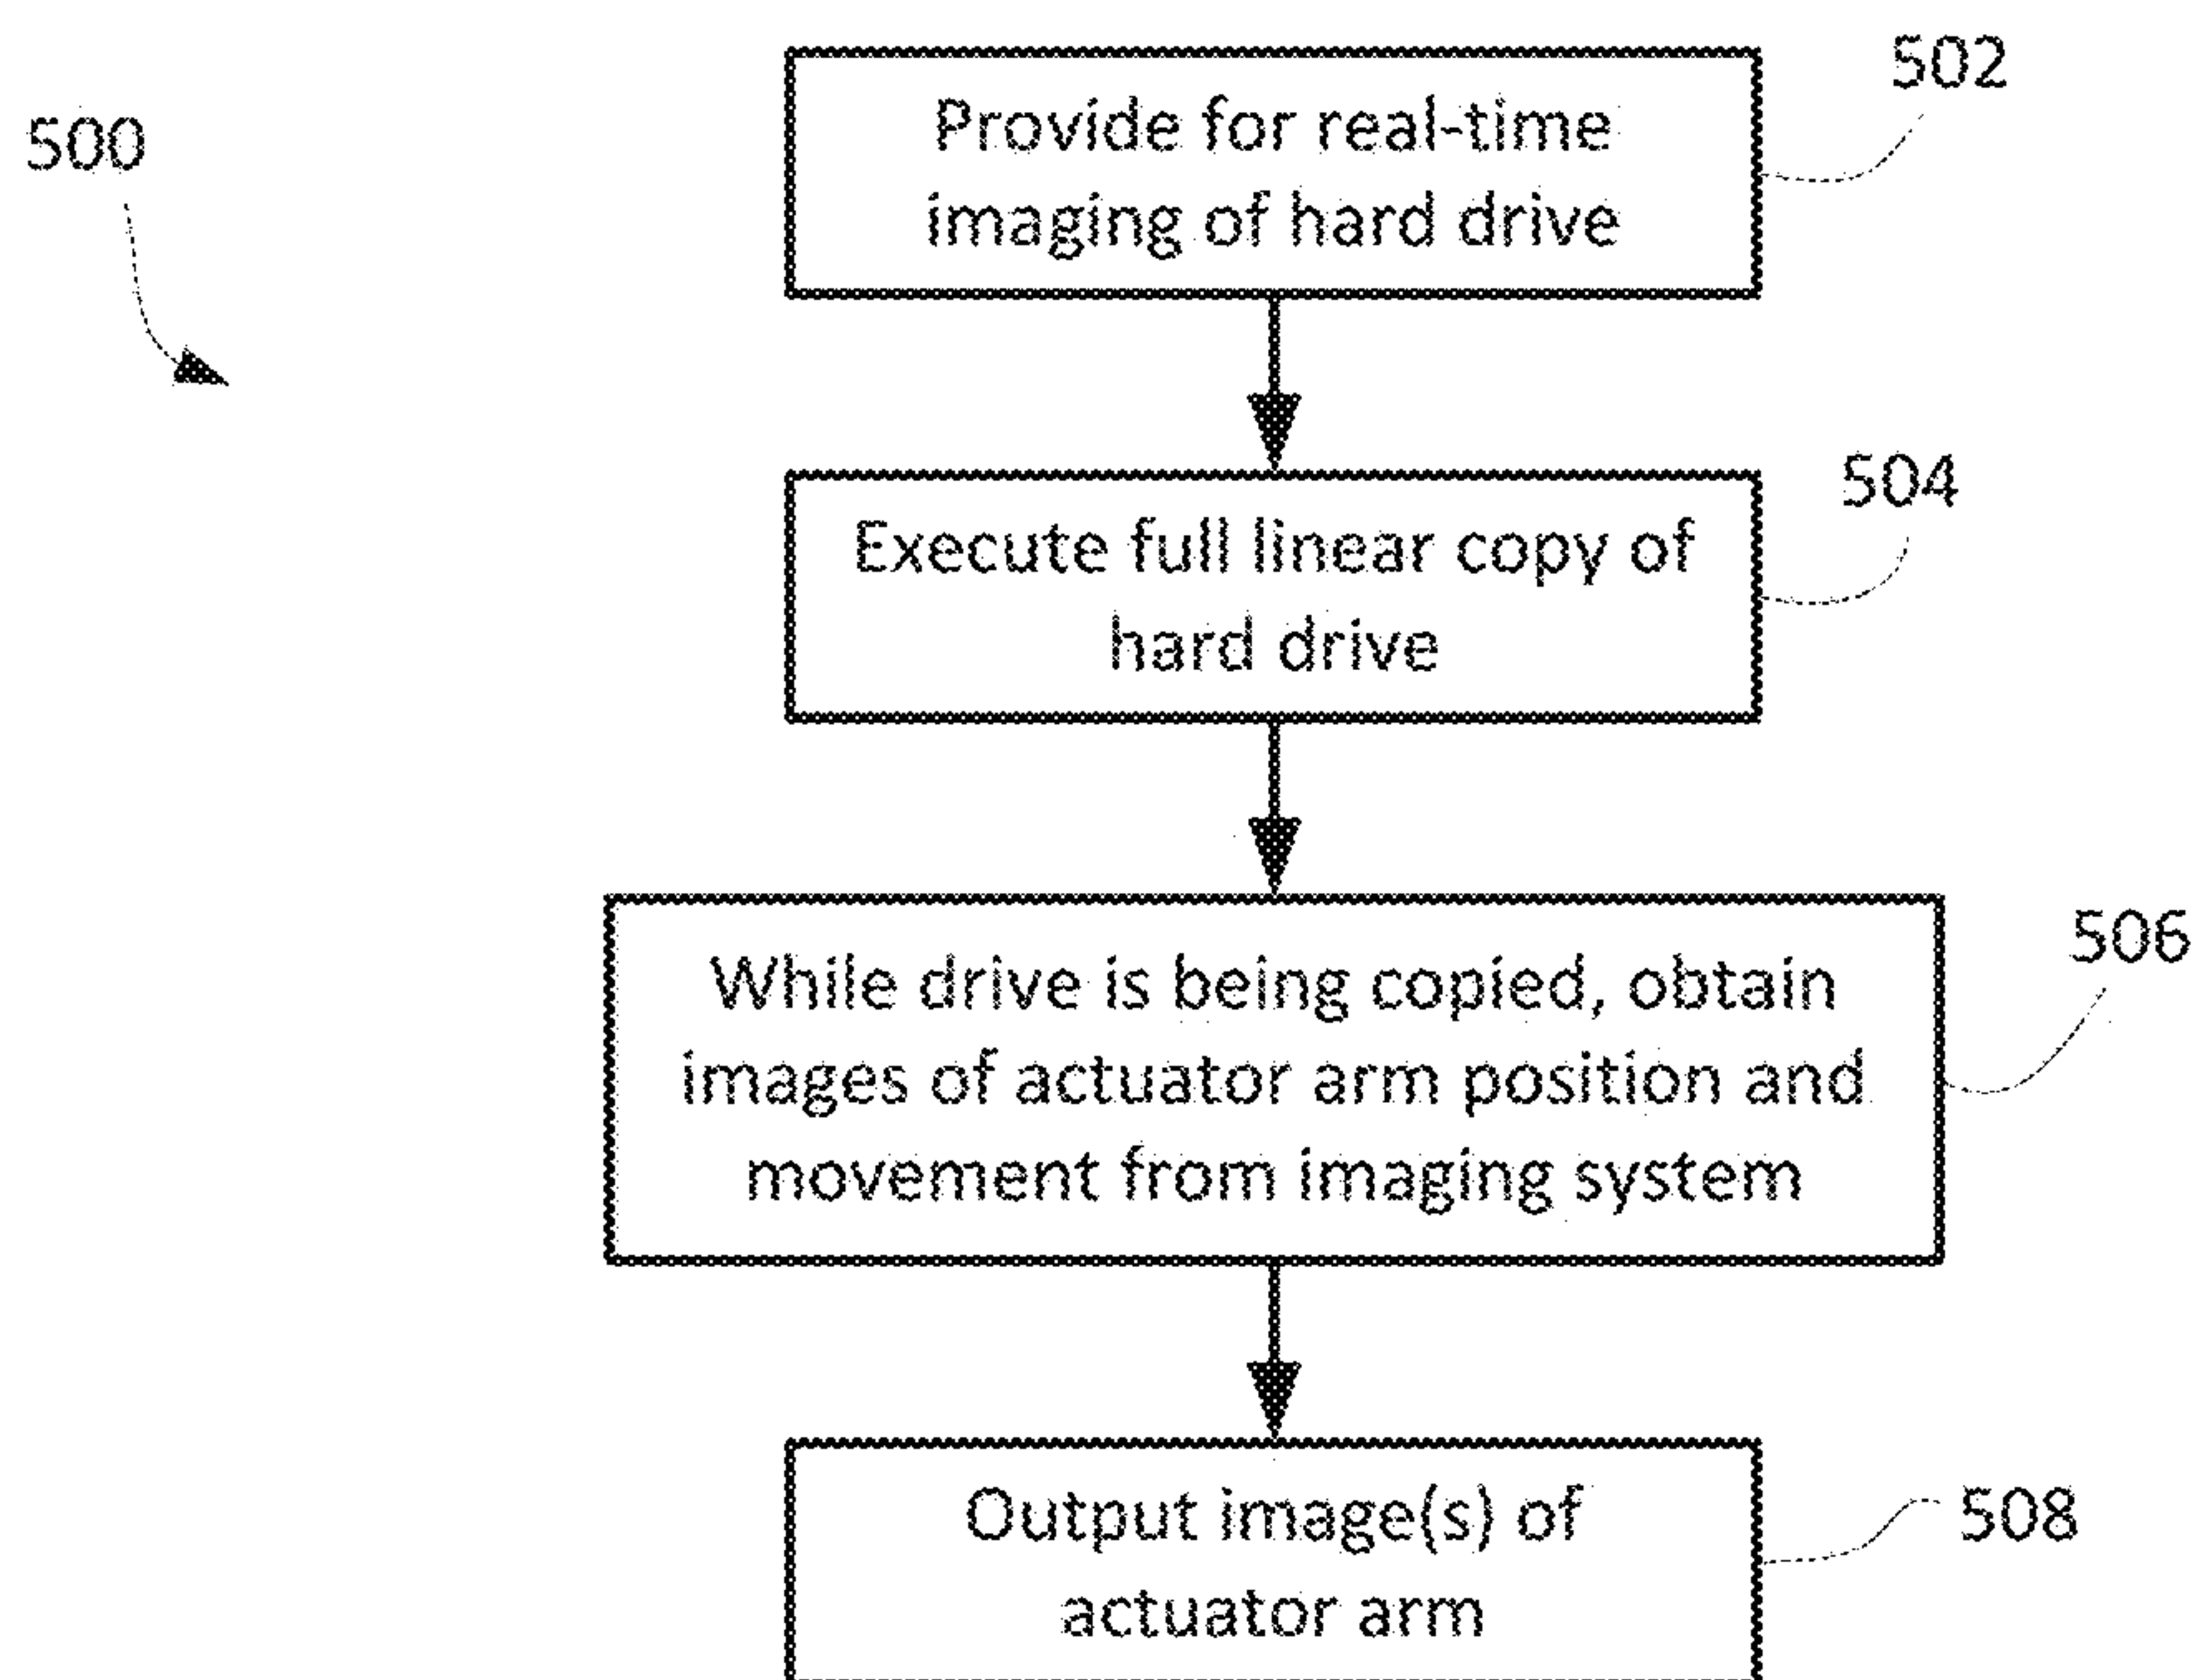 500
502
Provide for real-time
imaging of hard drive
504
Execute full linear copy of
hard drive
506
While drive is being copied, obtain
images of actuator arm position and
movement from imaging system
508
Output image(s) of
actuator arm